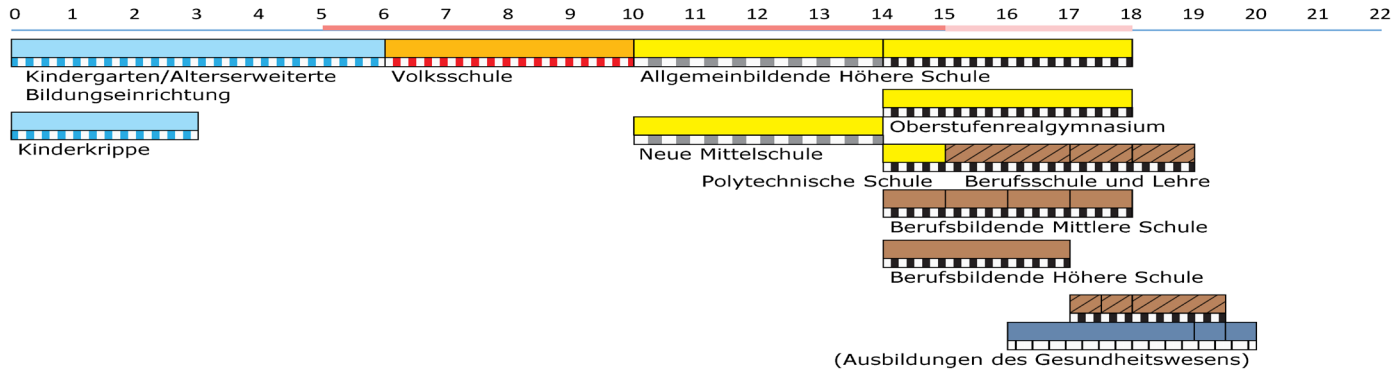 0 1 2 3 4 5 6 7 8 9 10 11 12 13 14 15 16 17 18 19 20 21 22
Kindergarten/Alterserweiterte
Bildungseinrichtung
Volksschule
Allgemeinbildende Höhere Schule
Kinderkrippe
Oberstufenrealgymnasium
Neue Mittelschule
Polytechnische Schule
Berufsschule und Lehre
Berufsbildende Mittlere Schule
Berufsbildende Höhere Schule
(Ausbildungen des Gesundheitswesens)